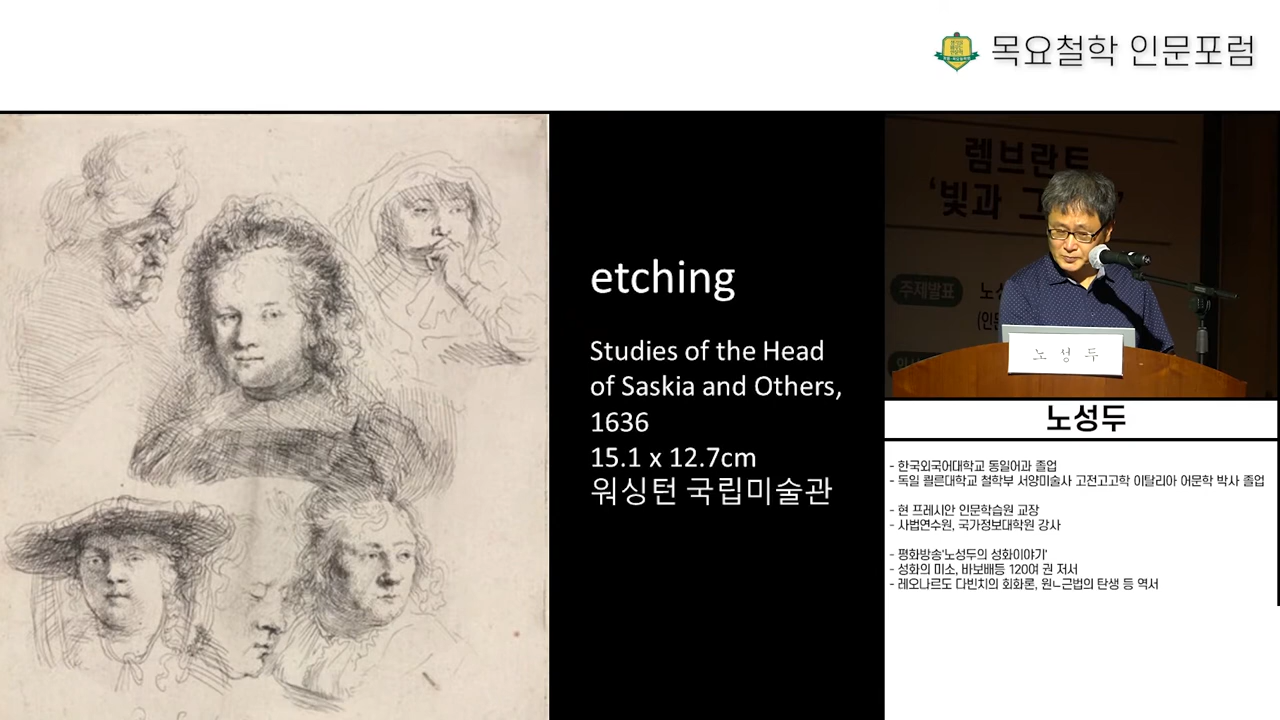 목요철학 인문포럼
etching
Studies of the Head
of Saskia and Others,
1636
15.1 x 12.7cm
워싱턴 국립미술관
렘브란트
‘빛과 그
주제발표
노성두
노성두
- 한국외국어대학교 동일어과 졸업
- 독일 쾰른대학교 철학부 서양미술사 고전고고학 이탈리아 어문학 박사 졸업
- 현 프레시안 인문학습원 교장
- 사법연수원, 국가정보대학원 강사
- 평화방송'노성두의 성화이야기'
- 성화의 미소, 바보배등 120여 권 저서
- 레오나르도 다빈치의 회화론, 원ㄴ근법의 탄생 등 역서